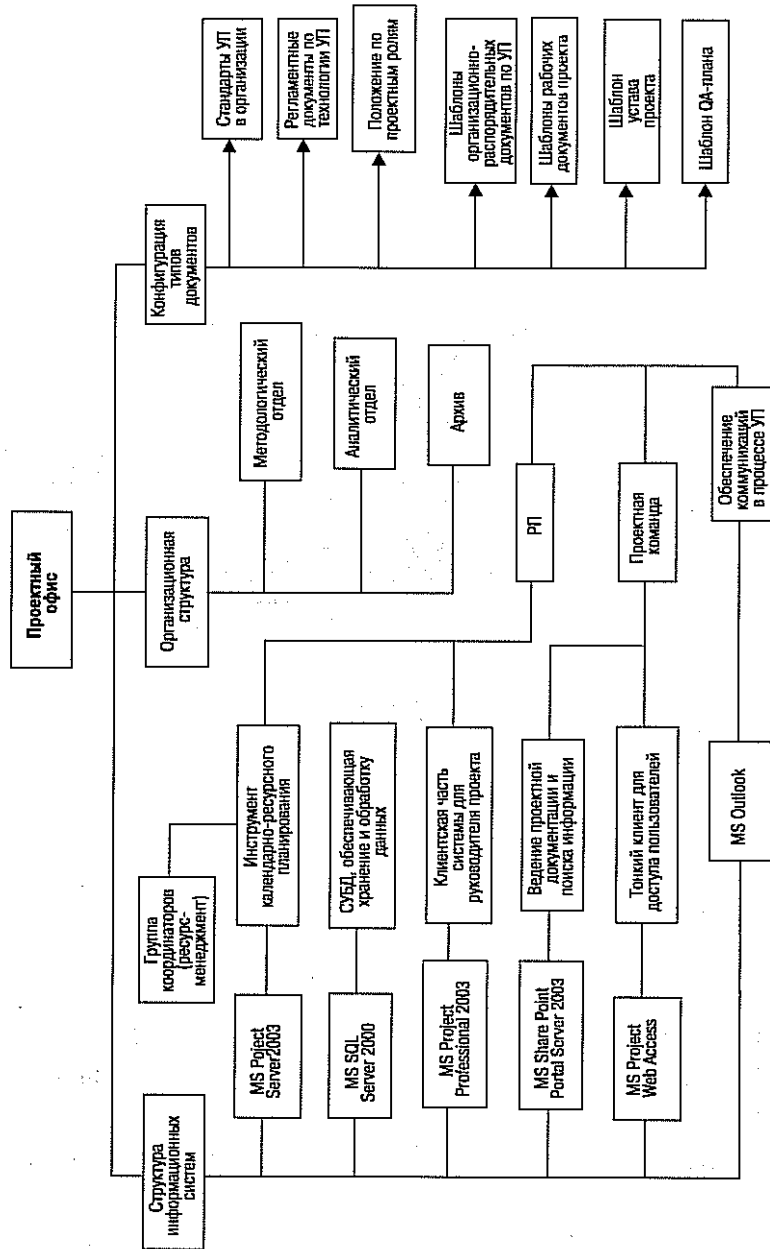 Проектный
офис
Структура
информационных
систем
Организационная
структура
Конфигурация
типов
документов
Группа
координаторов
(ресурс-
менеджмент)
MS Poject
Server2003
Инструмент
календарно-ресурсного
планирования
MS SQL
Server 2000
СУБД, обеспечивающая
хранение и обработку
данных
MS Project
Professional 2003
Клиентская часть
системы для
руководителя проекта
MS Share Point
Portal Server 2003
Ведение проектной
документации и
поиска информации
MS Project
Web Access
Тонкий клиент для
доступа пользователей
MS Outlook
Методологический
отдел
Аналитический
отдел
Архив
РП
Проектная
команда
Обеспечение
коммуникаций
в процессе УП
Стандарты УП
в организации
Регламентные
документы по
технологии УП
Положение по
проектным ролям
Шаблоны
организационно-
распорядительных
документов по УП
Шаблоны рабочих
документов проекта
Шаблон
устава
проекта
Шаблон QA-плана